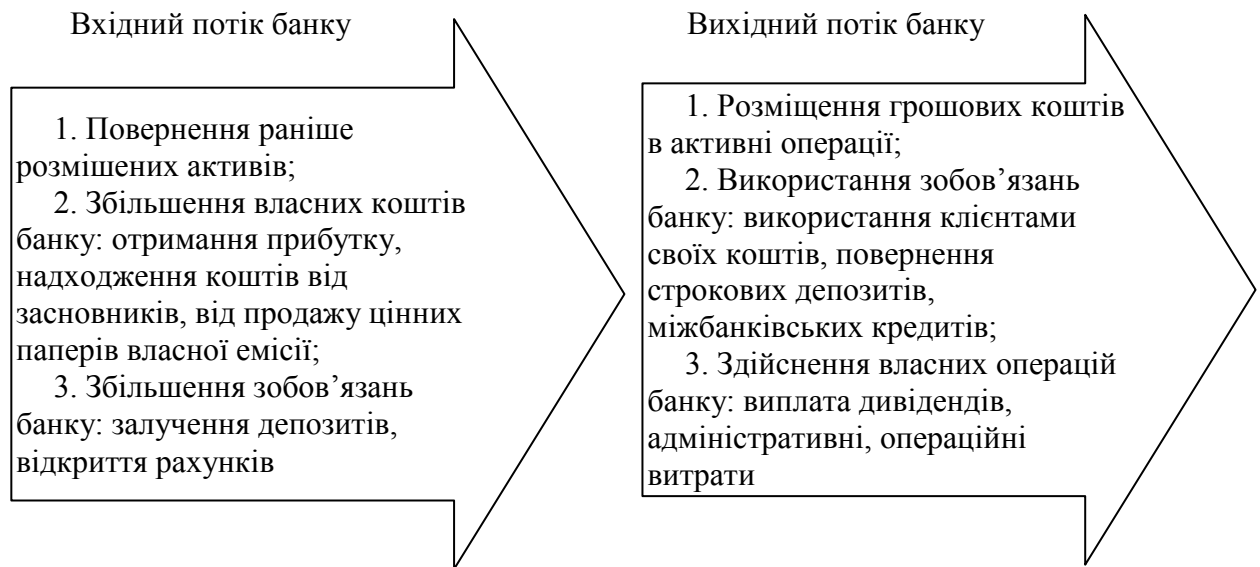 Вхідний потік банку
1. Повернення раніше
розмішених активів;
2. Збільшення власних коштів
банку: отримання прибутку,
надходження коштів від
засновників, від продажу цінних
паперів власної емісії;
3. Збільшення зобов’язань
банку: залучення депозитів,
відкриття рахунків
Вихідний потік банку
1. Розміщення грошових коштів
в активні операції;
2. Використання зобов’язань
банку: використання клієнтами
своїх коштів, повернення
строкових депозитів,
міжбанківських кредитів;
3. Здійснення власних операцій
банку: виплата дивідендів,
адміністративні, операційні
витрати